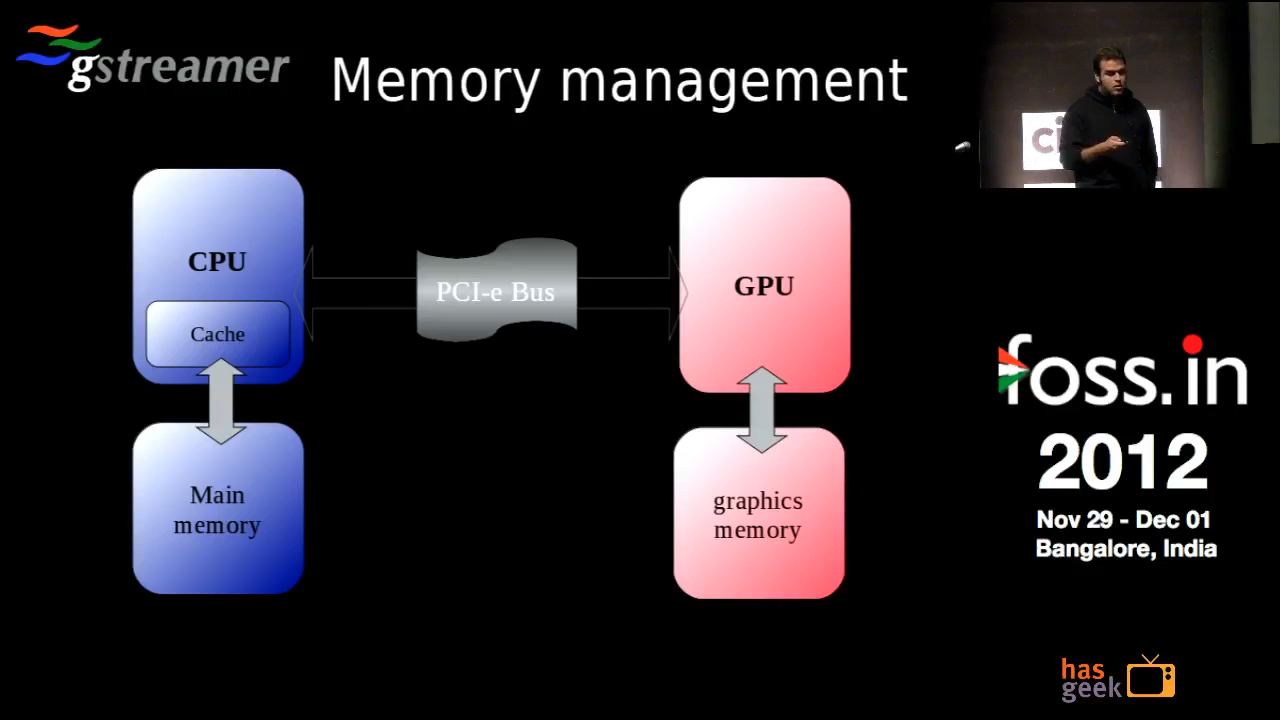 gstreamer
Memory management
CPU
Cache
PCI-e Bus
GPU
Main
memory
graphics
memory
ci
foss.in
2012
Nov 29 - Dec 01
Bangalore, India
has
geek